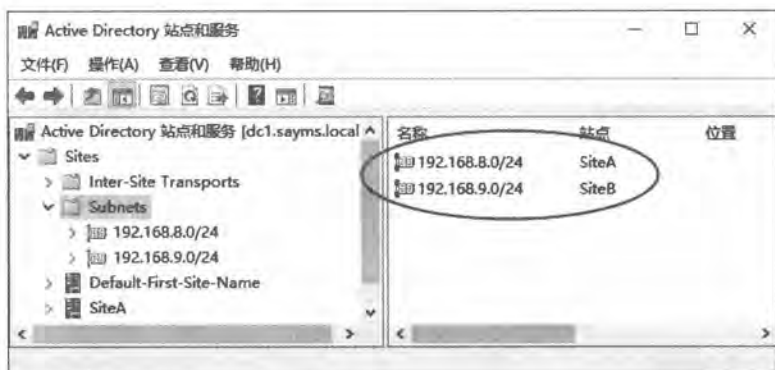 Active Directory 站点和服务
文件(F) 操作(A) 查看(V) 帮助(H)
Active Directory 站点和服务 [dc1.sayms.local
Sites
Inter-Site Transports
Subnets
192.168.8.0/24
192.168.9.0/24
Default-First-Site-Name
SiteA
名称 站点 位置
192.168.8.0/24 SiteA
192.168.9.0/24 SiteB